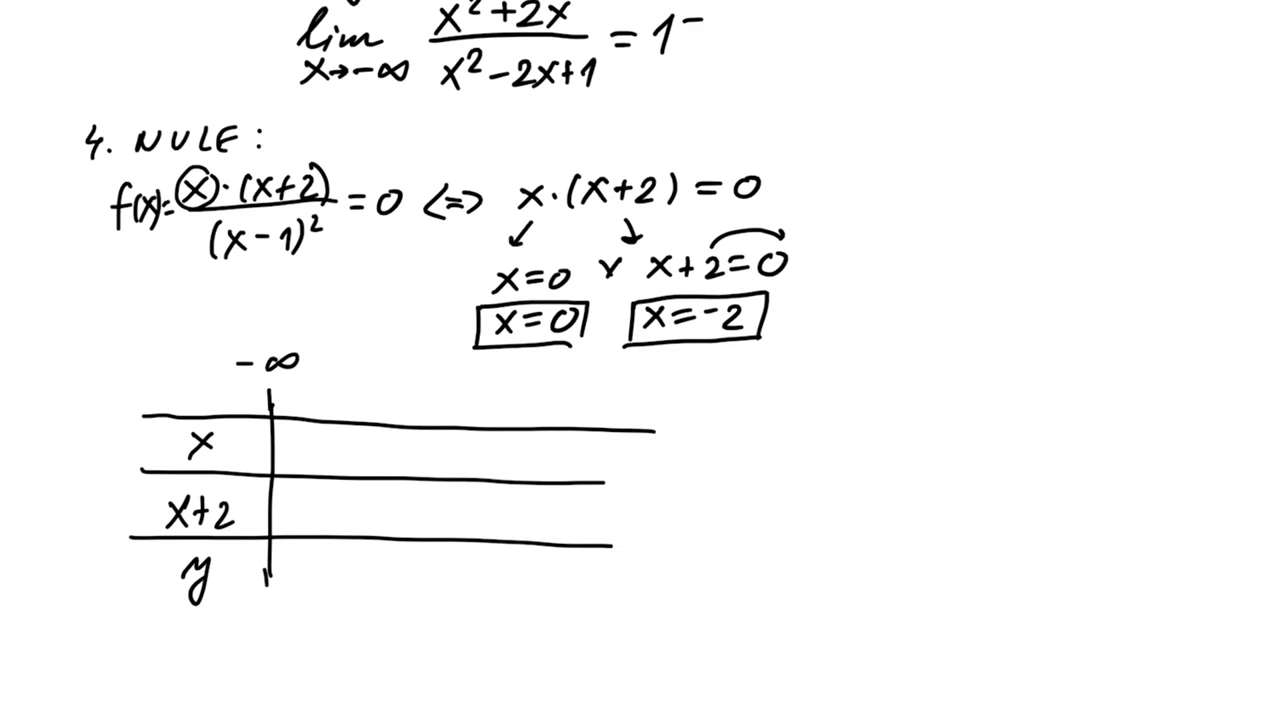 lim x→-∞ x²+2x / x²-2x+1 = 1⁻
4. NULE:
f(x)= x·(x+2) / (x-1)² = 0 <=> x·(x+2) = 0
x=0 ∨ x+2=0
x=0 x=-2
-∞
x
x+2
y